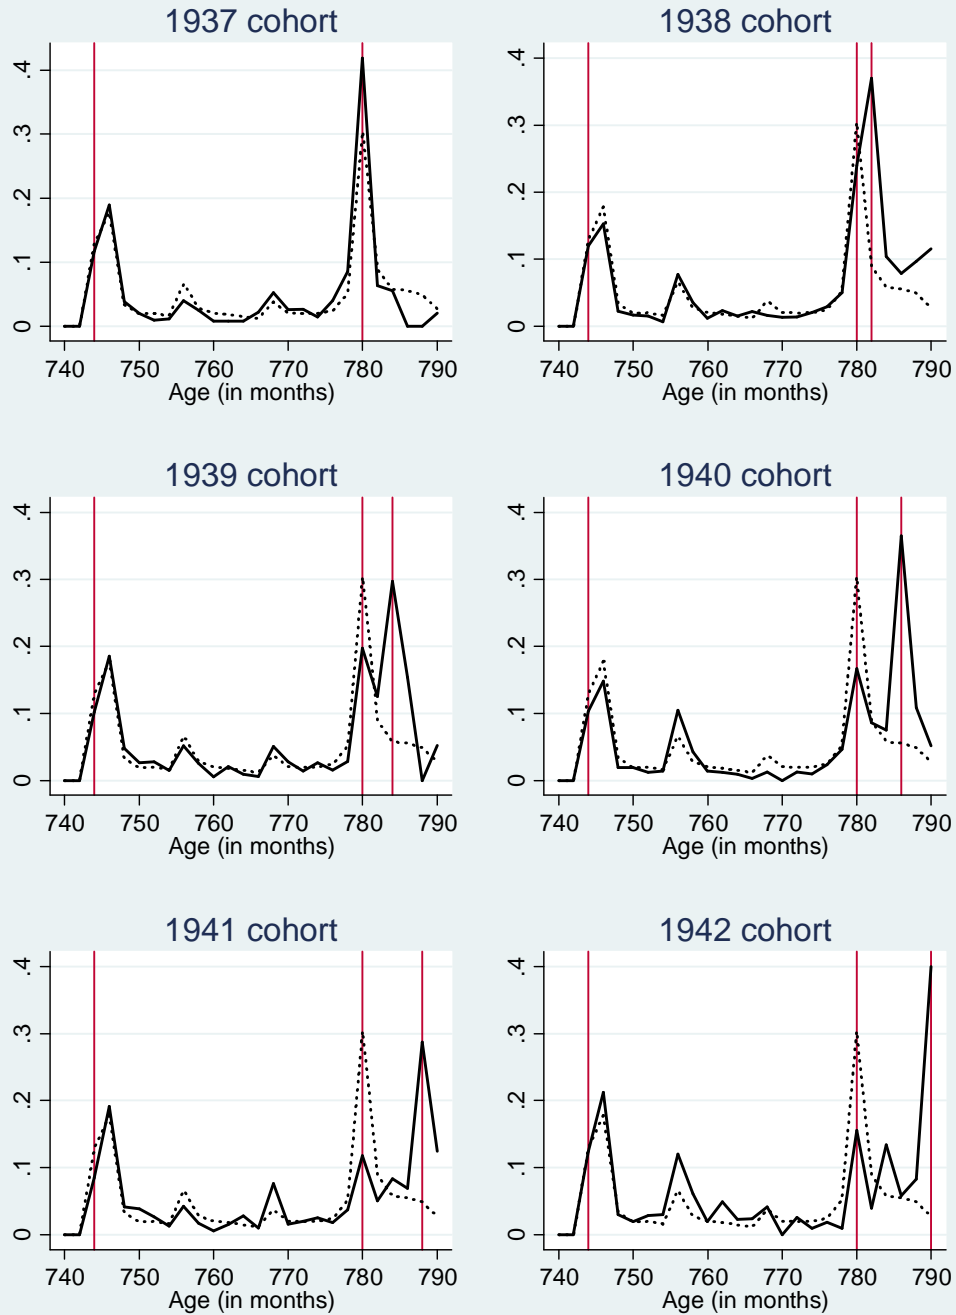 1937 cohort
.4
.3
.2
.1
0
740 750 760 770 780 790
Age (in months)
1938 cohort
.4
.3
.2
.1
0
740 750 760 770 780 790
Age (in months)
1939 cohort
.4
.3
.2
.1
0
740 750 760 770 780 790
Age (in months)
1940 cohort
.4
.3
.2
.1
0
740 750 760 770 780 790
Age (in months)
1941 cohort
.4
.3
.2
.1
0
740 750 760 770 780 790
Age (in months)
1942 cohort
.4
.3
.2
.1
0
740 750 760 770 780 790
Age (in months)